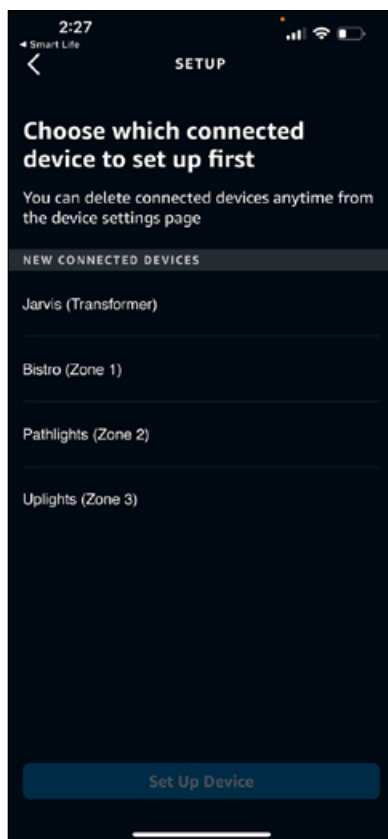 2:27
Smart Life
SETUP
Choose which connected
device to set up first
You can delete connected devices anytime from
the device settings page
NEW CONNECTED DEVICES
Jarvis (Transformer)
Bistro (Zone 1)
Pathlights (Zone 2)
Uplights (Zone 3)
Set Up Device